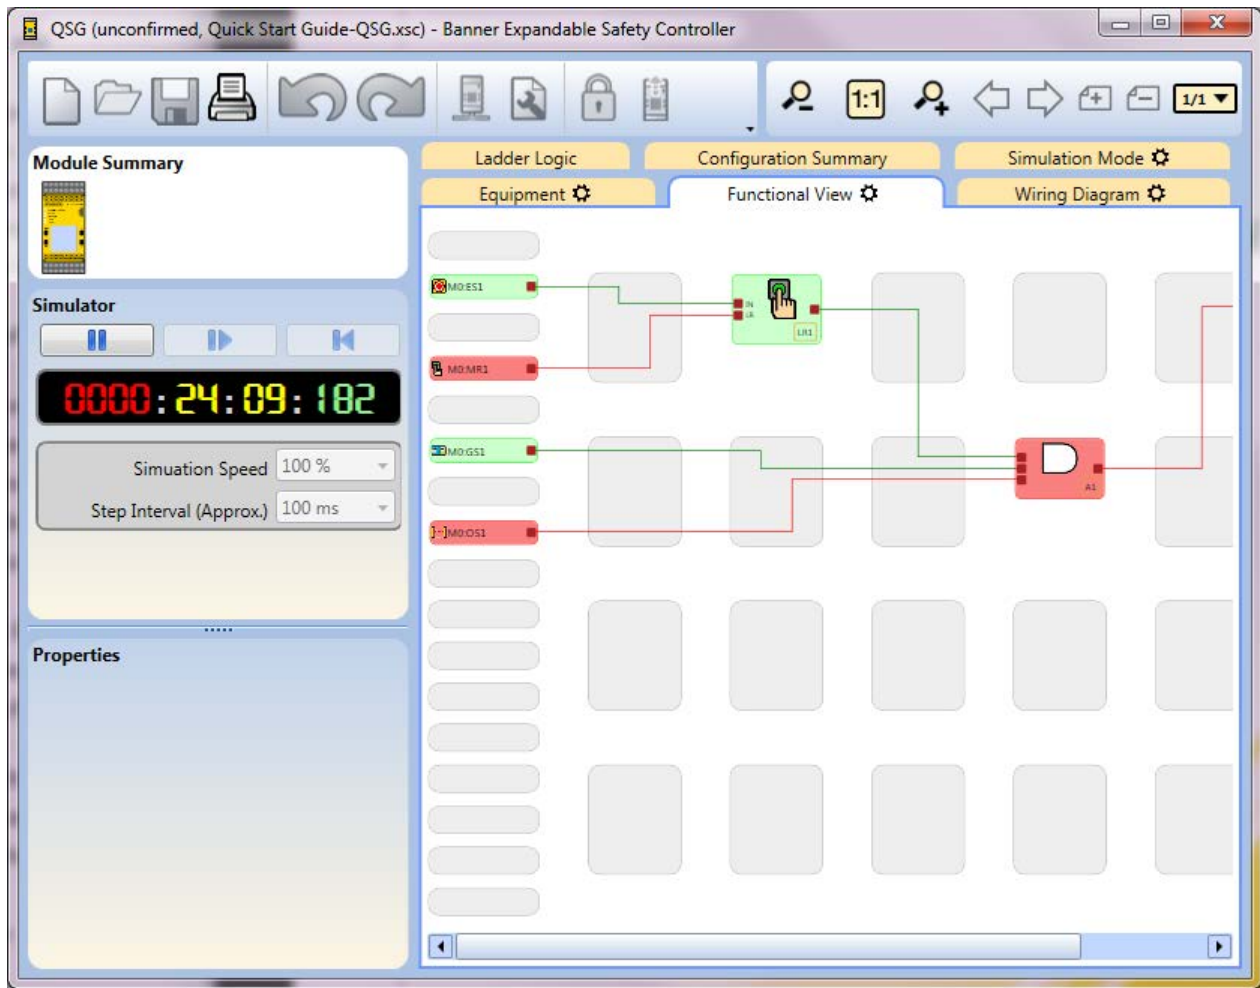 QSG (unconfirmed, Quick Start Guide-QSG.xsc) - Banner Expandable Safety Controller
1:1
1/1
Module Summary
Ladder Logic
Configuration Summary
Simulation Mode
Equipment
Functional View
Wiring Diagram
Simulator
0000:24:09:182
Simuation Speed 100 %
Step Interval (Approx.) 100 ms
Properties
M0:ES1
IN
LR
LR1
M0:MR1
M0:GS1
A1
M0:OS1